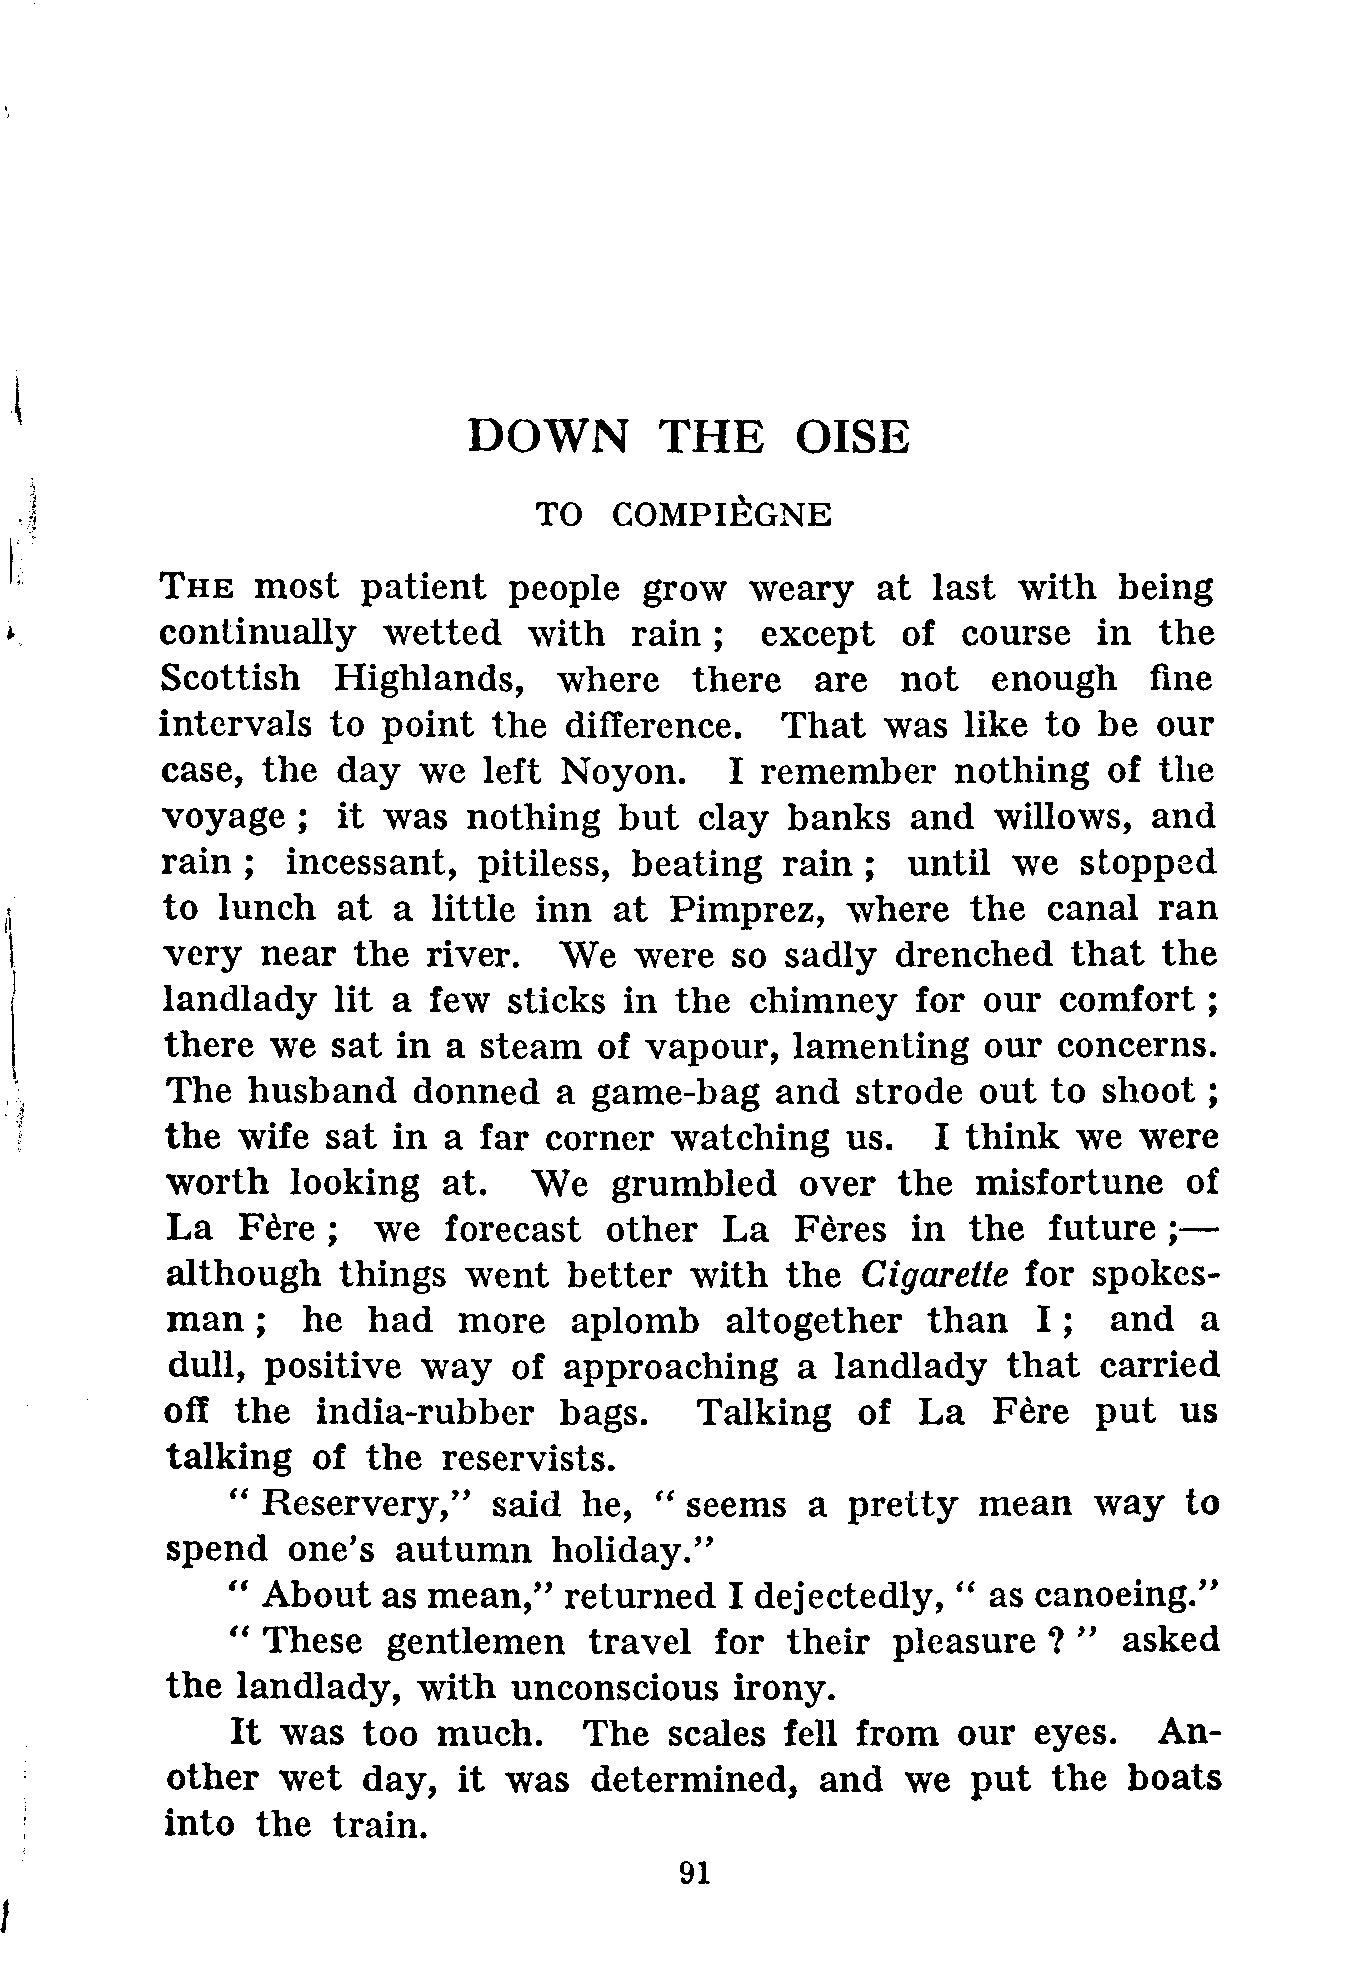 DOWN THE OISE
TO COMPIÈGNE
THE most patient people grow weary at last with being
continually wetted with rain ; except of course in the
Scottish Highlands, where there are not enough fine
intervals to point the difference. That was like to be our
case, the day we left Noyon. I remember nothing of the
voyage ; it was nothing but clay banks and willows, and
rain ; incessant, pitiless, beating rain ; until we stopped
to lunch at a little inn at Pimprez, where the canal ran
very near the river. We were so sadly drenched that the
landlady lit a few sticks in the chimney for our comfort ;
there we sat in a steam of vapour, lamenting our concerns.
The husband donned a game-bag and strode out to shoot ;
the wife sat in a far corner watching us. I think we were
worth looking at. We grumbled over the misfortune of
La Fère ; we forecast other La Fères in the future ;—
although things went better with the Cigarette for spokes-
man ; he had more aplomb altogether than I ; and a
dull, positive way of approaching a landlady that carried
off the india-rubber bags. Talking of La Fère put us
talking of the reservists.
“ Reservery,” said he, “ seems a pretty mean way to
spend one's autumn holiday.”
“ About as mean,” returned I dejectedly, “ as canoeing.”
“ These gentlemen travel for their pleasure ? ” asked
the landlady, with unconscious irony.
It was too much. The scales fell from our eyes. An-
other wet day, it was determined, and we put the boats
into the train.
91